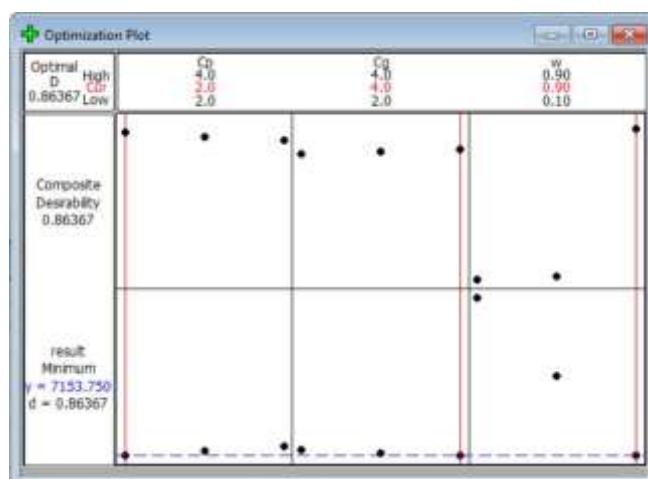 Optimization Plot
Optimal
D
0.86367
High
Cur
Low
Cp
4.0
2.0
2.0
Cg
4.0
4.0
2.0
w
0.90
0.90
0.10
Composite
Desirability
0.86367
result
Minimum
y = 7153.750
d = 0.86367